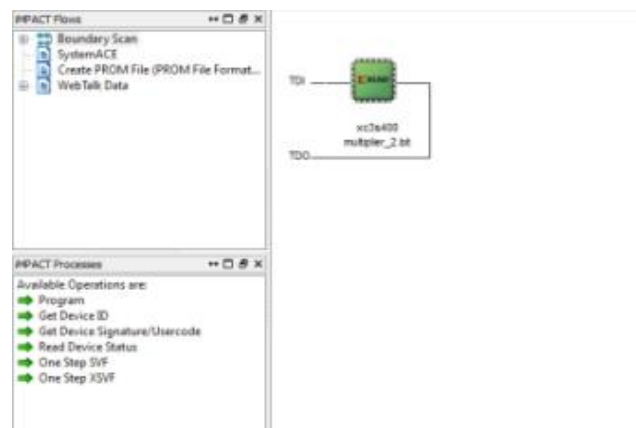 iMPACT Flows
Boundary Scan
SystemACE
Create PROM File (PROM File Format...
WebTalk Data
TDI
XILINX
xc3s400
multiplier_2.bit
TDO
iMPACT Processes
Available Operations are:
Program
Get Device ID
Get Device Signature/Usercode
Read Device Status
One Step SVF
One Step XSVF